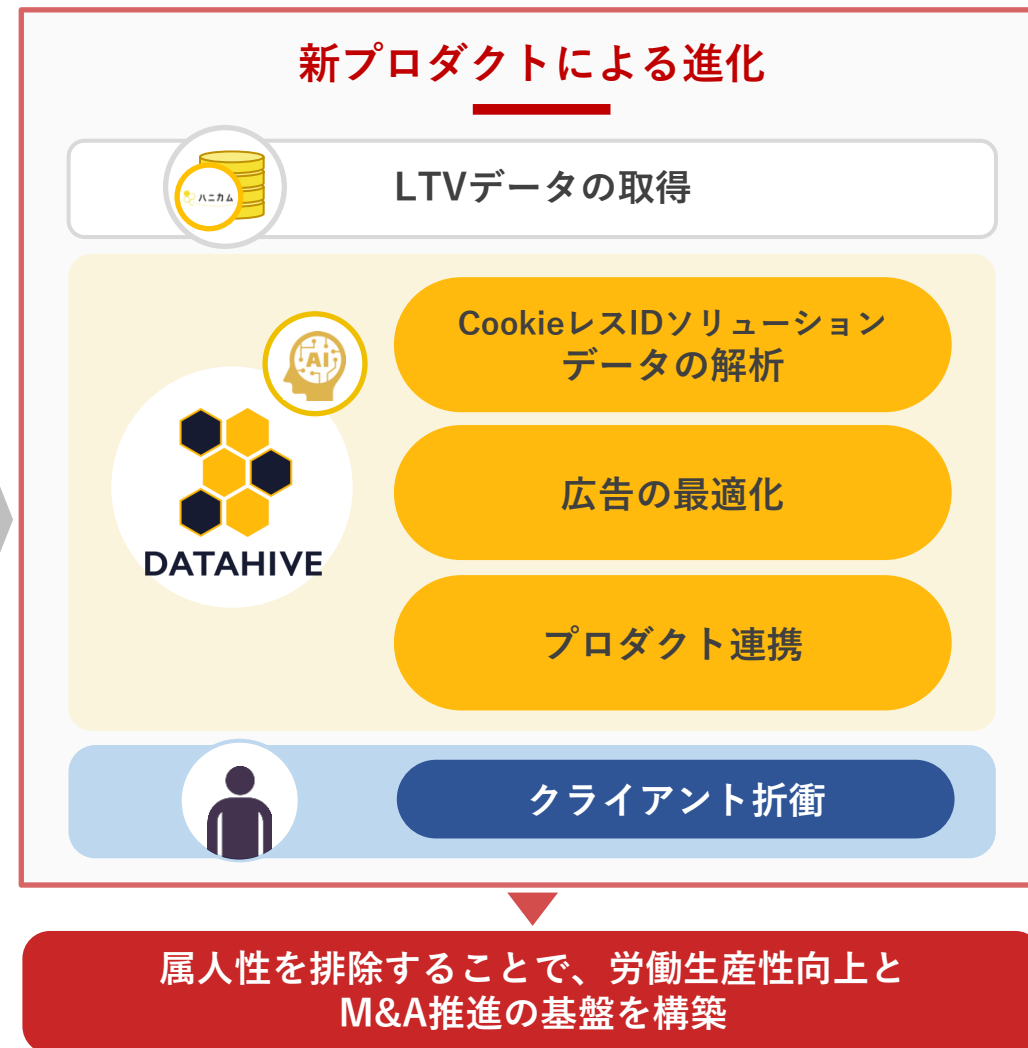 新プロダクトによる進化
ハニカム
LTVデータの取得
AI
CookieレスIDソリューション
データの解析
DATAHIVE
広告の最適化
プロダクト連携
クライアント折衝
属人性を排除することで、労働生産性向上と
M&A推進の基盤を構築